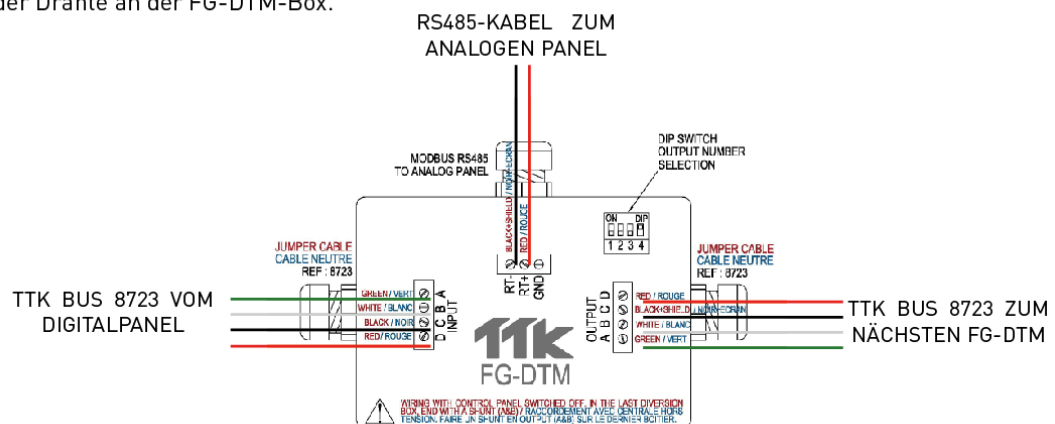 der Drähte an der FG-DTM-Box.
RS485-KABEL ZUM
ANALOGEN PANEL
MODBUS RS485
TO ANALOG PANEL
DIP SWITCH
OUTPUT NUMBER
SELECTION
BLACK+SHIELD / NOIR+ECRAN
RED / ROUGE
ON DIP
1 2 3 4
RT-
RT+
GND
JUMPER CABLE
CABLE NEUTRE
REF : 8723
JUMPER CABLE
CABLE NEUTRE
REF : 8723
TTK BUS 8723 VOM
DIGITALPANEL
GREEN / VERT A
WHITE / BLANC B
BLACK / NOIR C
RED / ROUGE D
INPUT
OUTPUT
D RED / ROUGE
C BLACK+SHIELD / NOIR+ECRAN
B WHITE / BLANC
A GREEN / VERT
TTK BUS 8723 ZUM
NÄCHSTEN FG-DTM
TTK
FG-DTM
WIRING WITH CONTROL PANEL SWITCHED OFF. IN THE LAST DIVERSION
BOX, END WITH A SHUNT (A&B) / RACCORDEMENT AVEC CENTRALE HORS
TENSION. FAIRE UN SHUNT EN OUTPUT (A&B) SUR LE DERNIER BOITIER.